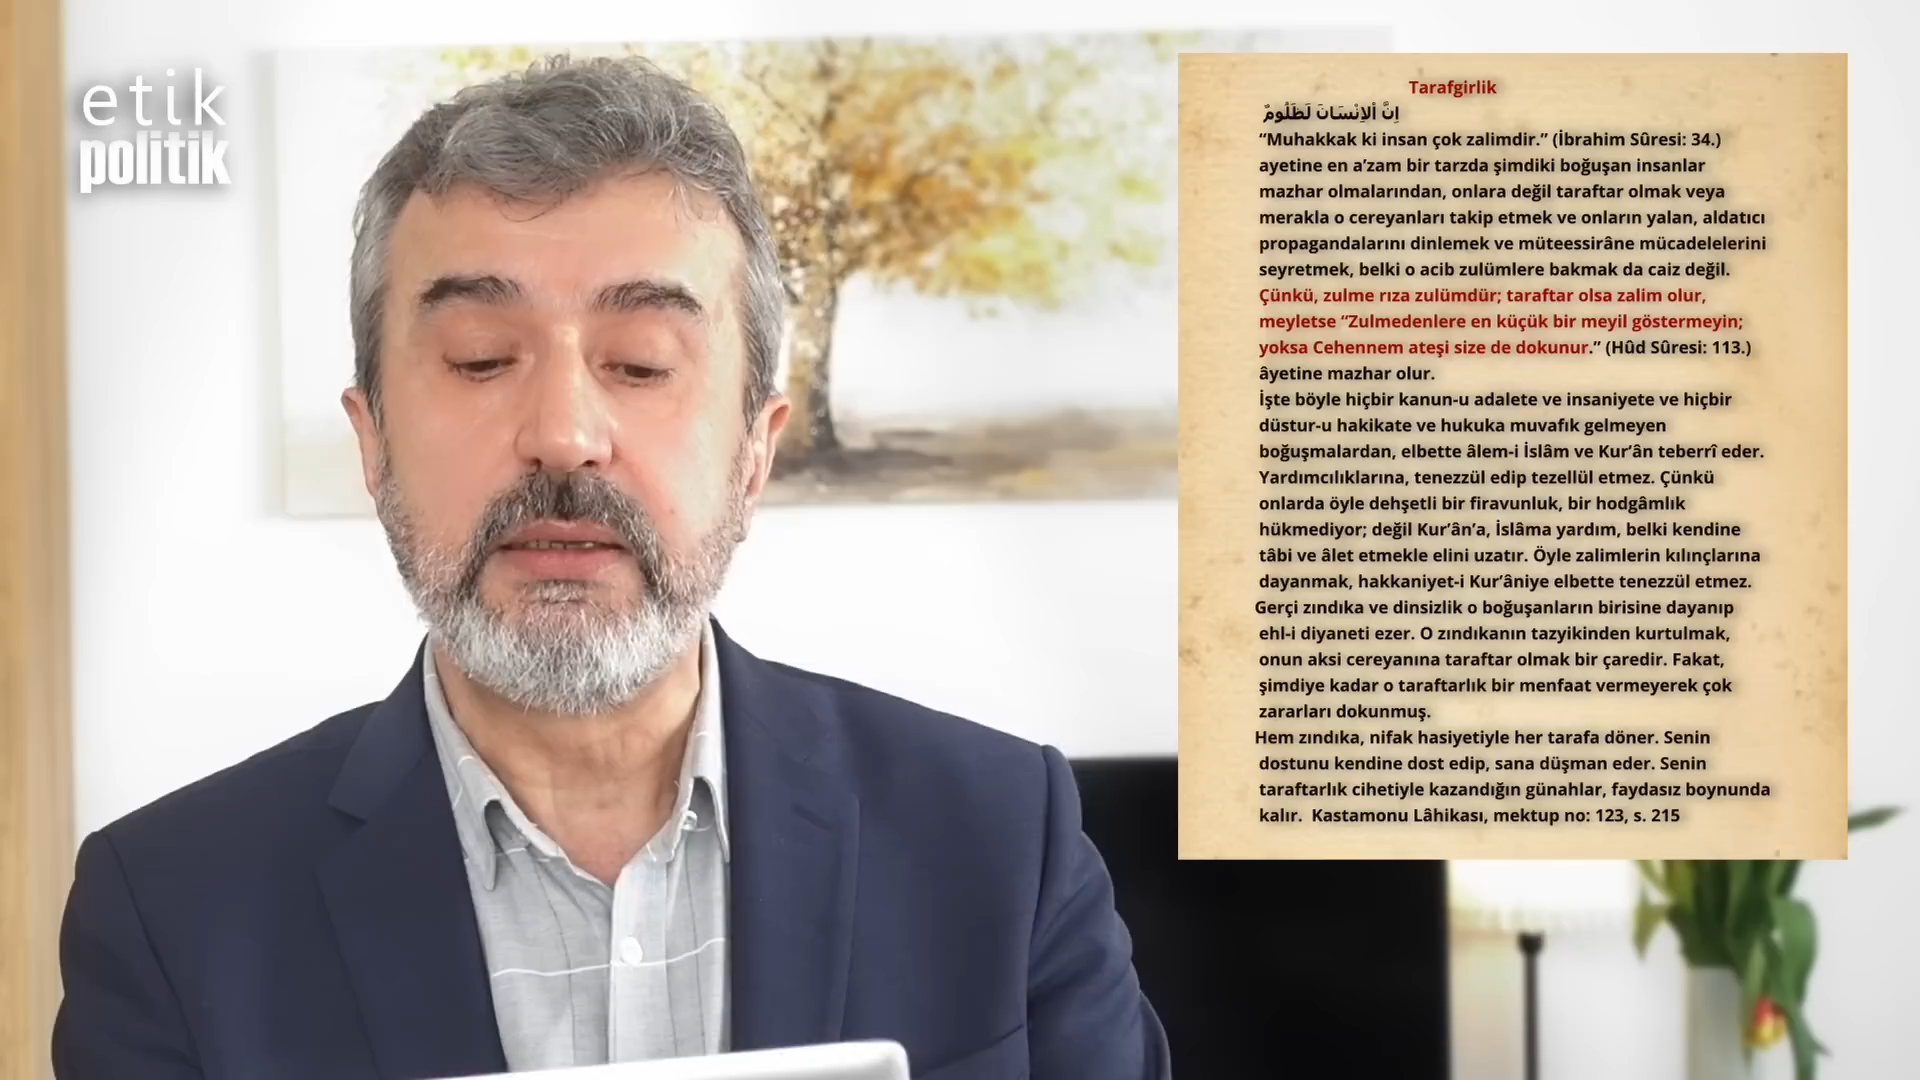 etik
politik
Tarafgirlik
اِنَّ اْلاِنْسَانَ لَظَلُومٌ
“Muhakkak ki insan çok zalimdir.” (İbrahim Sûresi: 34.)
ayetine en a’zam bir tarzda şimdiki boğuşan insanlar
mazhar olmalarından, onlara değil taraftar olmak veya
merakla o cereyanları takip etmek ve onların yalan, aldatıcı
propagandalarını dinlemek ve müteessirâne mücadelelerini
seyretmek, belki o acib zulümlere bakmak da caiz değil.
Çünkü, zulme rıza zulümdür; taraftar olsa zalim olur,
meyletse “Zulmedenlere en küçük bir meyil göstermeyin;
yoksa Cehennem ateşi size de dokunur.” (Hûd Sûresi: 113.)
âyetine mazhar olur.
İşte böyle hiçbir kanun-u adalete ve insaniyete ve hiçbir
düstur-u hakikate ve hukuka muvafık gelmeyen
boğuşmalardan, elbette âlem-i İslâm ve Kur’ân teberrî eder.
Yardımcılıklarına, tenezzül edip tezellül etmez. Çünkü
onlarda öyle dehşetli bir firavunluk, bir hodgâmlık
hükmediyor; değil Kur’ân’a, İslâma yardım, belki kendine
tâbi ve âlet etmekle elini uzatır. Öyle zalimlerin kılınçlarına
dayanmak, hakkaniyet-i Kur’âniye elbette tenezzül etmez.
Gerçi zındıka ve dinsizlik o boğuşanların birisine dayanıp
ehl-i diyaneti ezer. O zındıkanın tazyikinden kurtulmak,
onun aksi cereyanına taraftar olmak bir çaredir. Fakat,
şimdiye kadar o taraftarlık bir menfaat vermeyerek çok
zararları dokunmuş.
Hem zındıka, nifak hasiyetiyle her tarafa döner. Senin
dostunu kendine dost edip, sana düşman eder. Senin
taraftarlık cihetiyle kazandığın günahlar, faydasız boynunda
kalır.  Kastamonu Lâhikası, mektup no: 123, s. 215